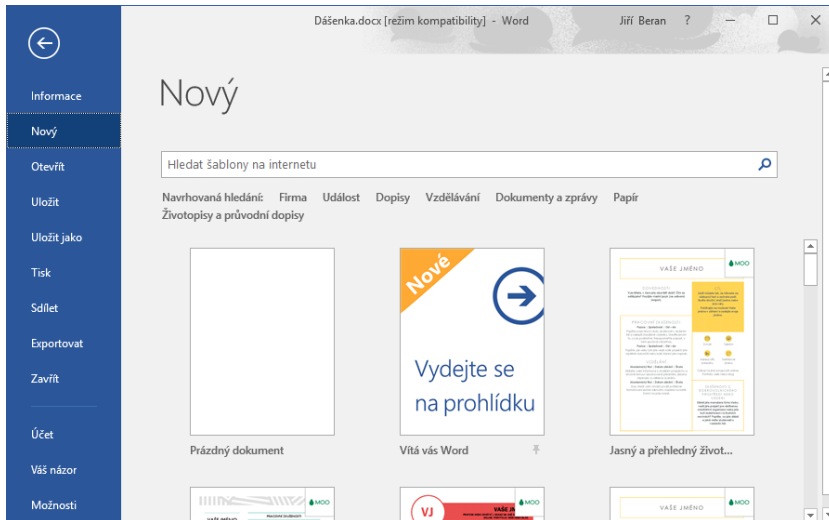 Dášenka.docx [režim kompatibility] - Word
Jiří Beran
?
Informace
Nový
Otevřít
Uložit
Uložit jako
Tisk
Sdílet
Exportovat
Zavřít
Účet
Váš názor
Možnosti
Nový
Hledat šablony na internetu
Navrhovaná hledání: Firma Událost Dopisy Vzdělávání Dokumenty a zprávy Papír
Životopisy a průvodní dopisy
Prázdný dokument
Nové
Vydejte se
na prohlídku
Vítá vás Word
VAŠE JMÉNO
MOO
Jasný a přehledný život...
MOO
VJ
MOO
VAŠE JMÉNO
MOO